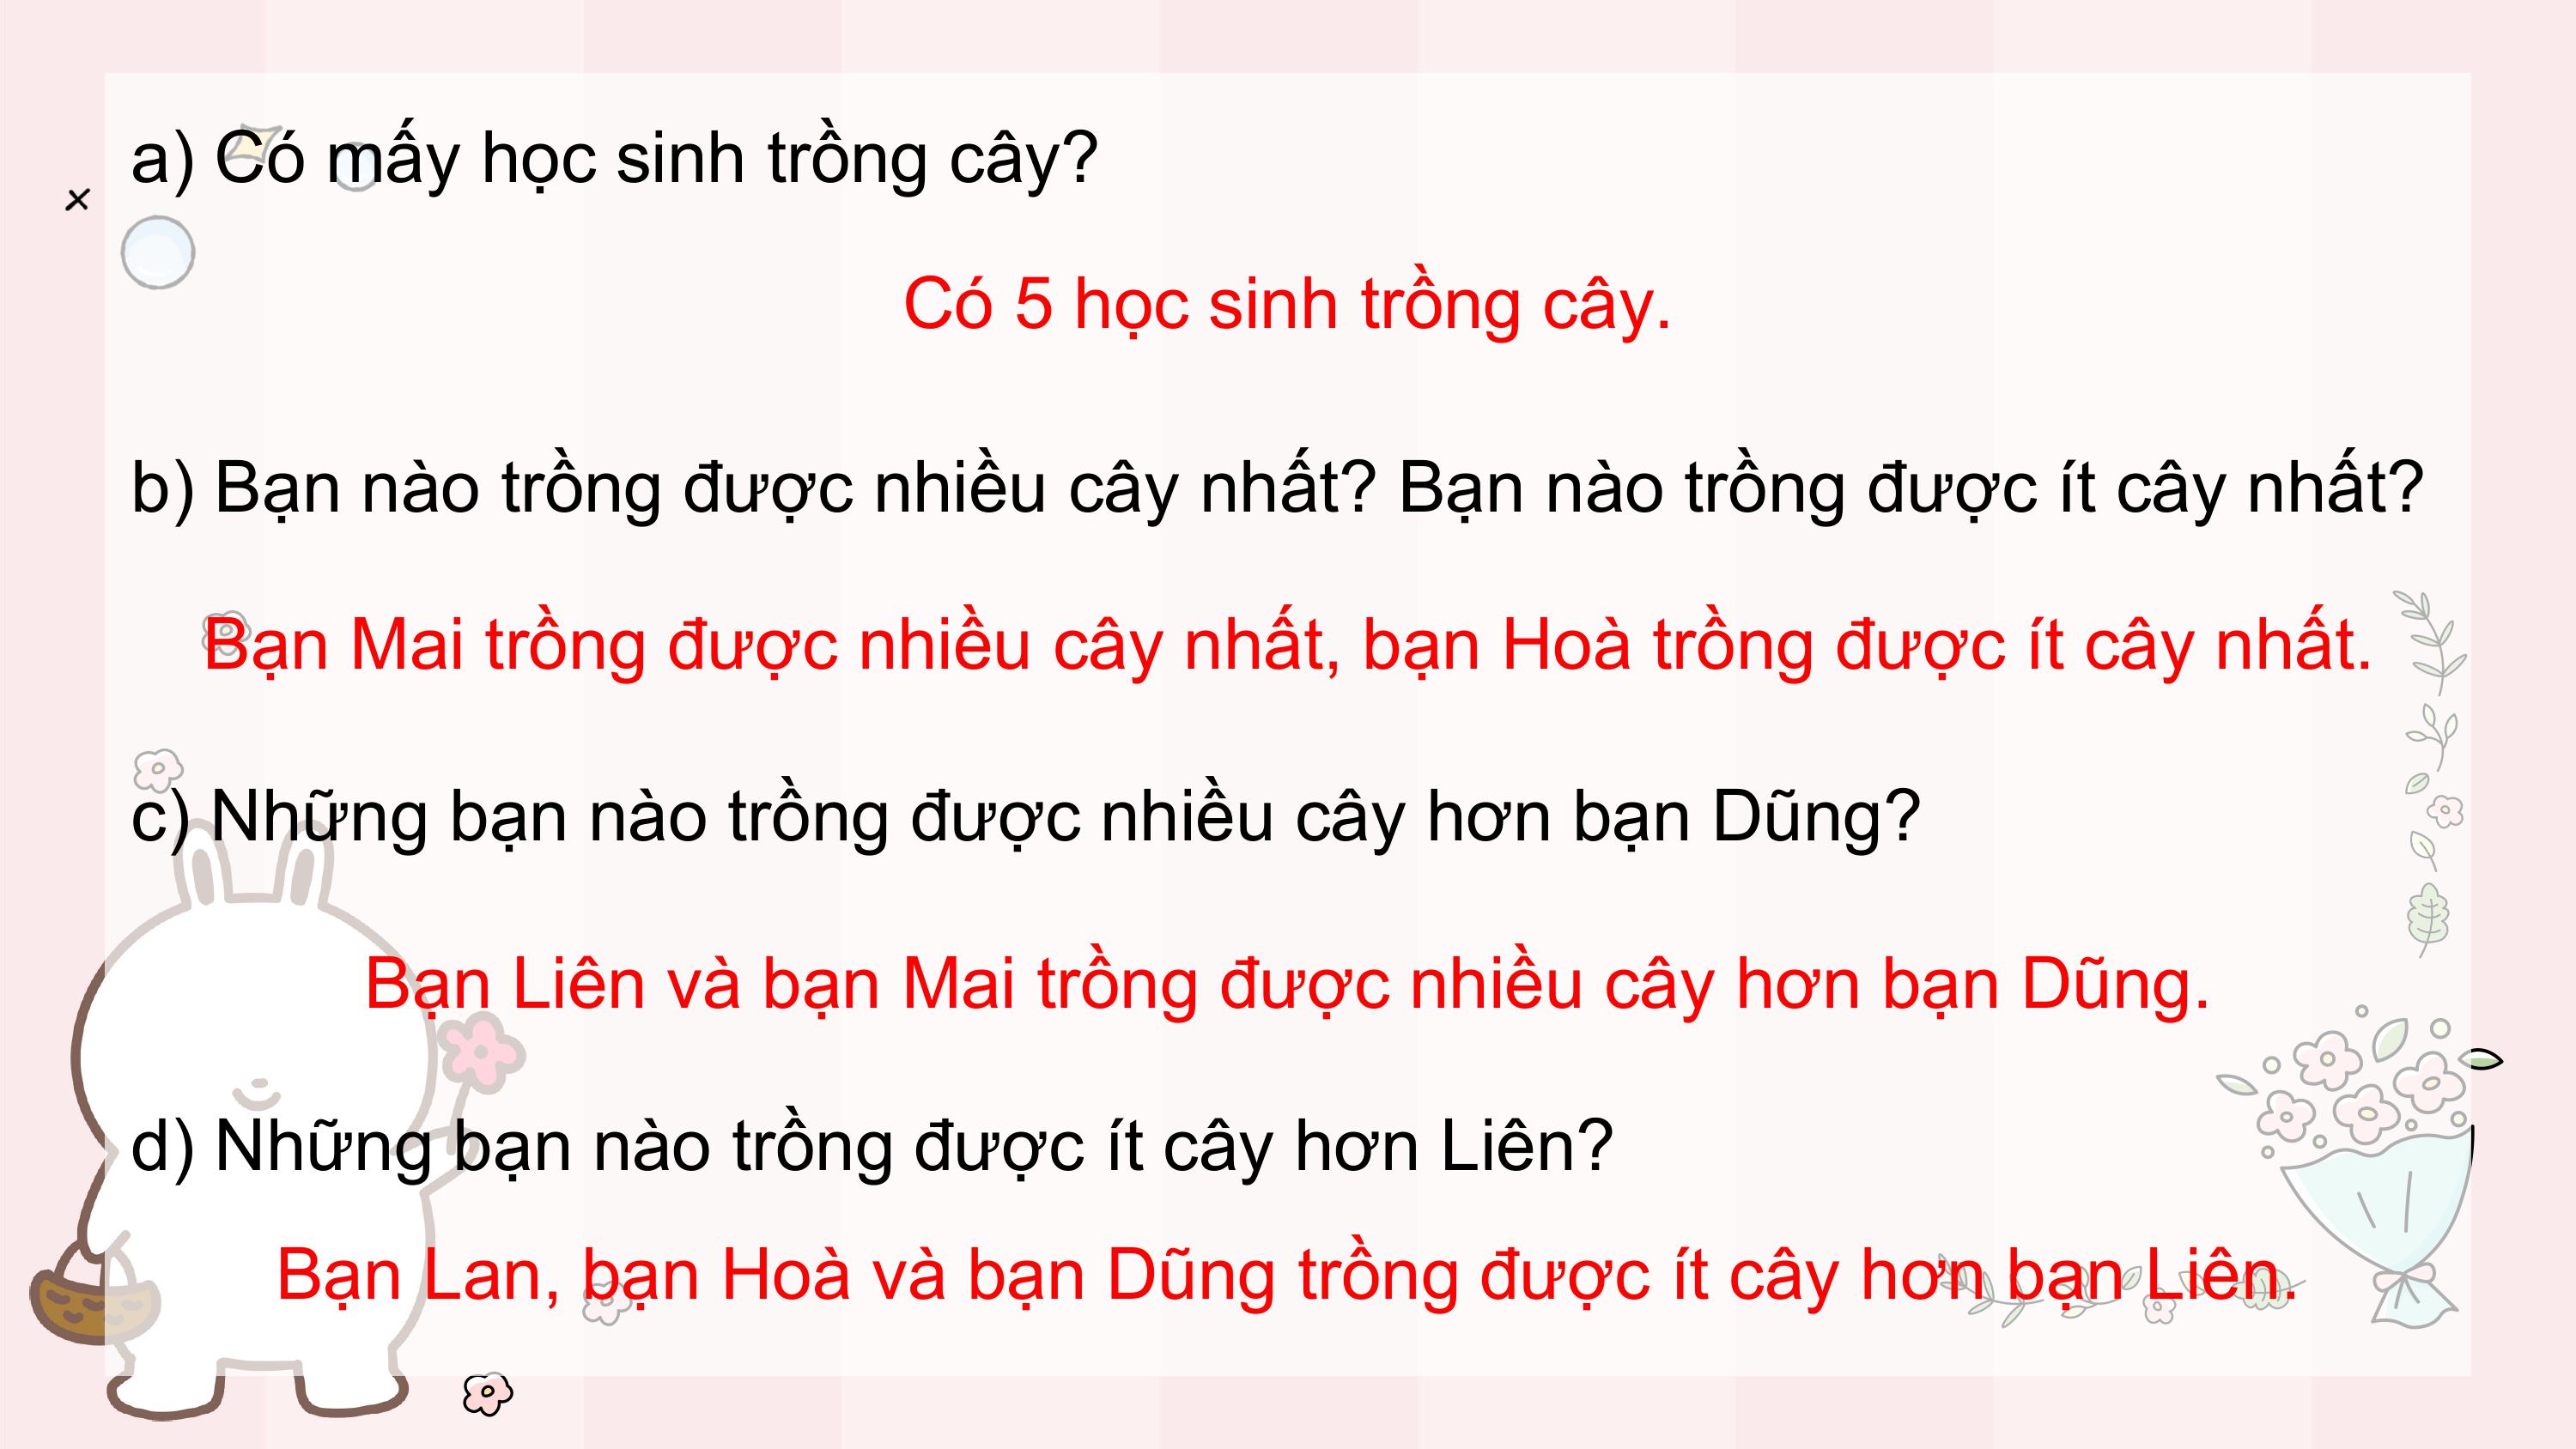 a) Có mấy học sinh trồng cây?
Có 5 học sinh trồng cây.
b) Bạn nào trồng được nhiều cây nhất? Bạn nào trồng được ít cây nhất?
Bạn Mai trồng được nhiều cây nhất, bạn Hoà trồng được ít cây nhất.
c) Những bạn nào trồng được nhiều cây hơn bạn Dũng?
Bạn Liên và bạn Mai trồng được nhiều cây hơn bạn Dũng.
d) Những bạn nào trồng được ít cây hơn Liên?
Bạn Lan, bạn Hoà và bạn Dũng trồng được ít cây hơn bạn Liên.